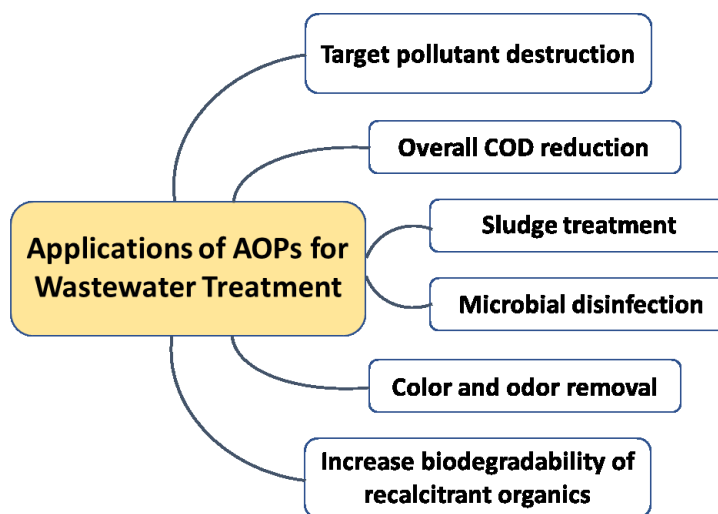 Target pollutant destruction
Overall COD reduction
Applications of AOPs for
Wastewater Treatment
Sludge treatment
Microbial disinfection
Color and odor removal
Increase biodegradability of
recalcitrant organics